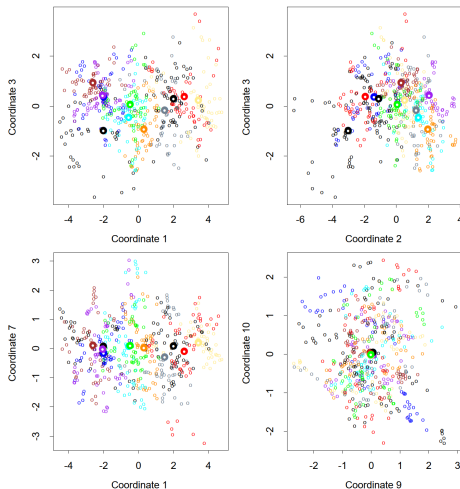 Coordinate 3
2
0
-2
-4 -2 0 2 4
Coordinate 1
Coordinate 3
2
0
-2
-6 -4 -2 0 2 4
Coordinate 2
Coordinate 7
3
2
1
0
-1
-3
-4 -2 0 2 4
Coordinate 1
Coordinate 10
2
1
0
-1
-2
-2 -1 0 1 2 3
Coordinate 9